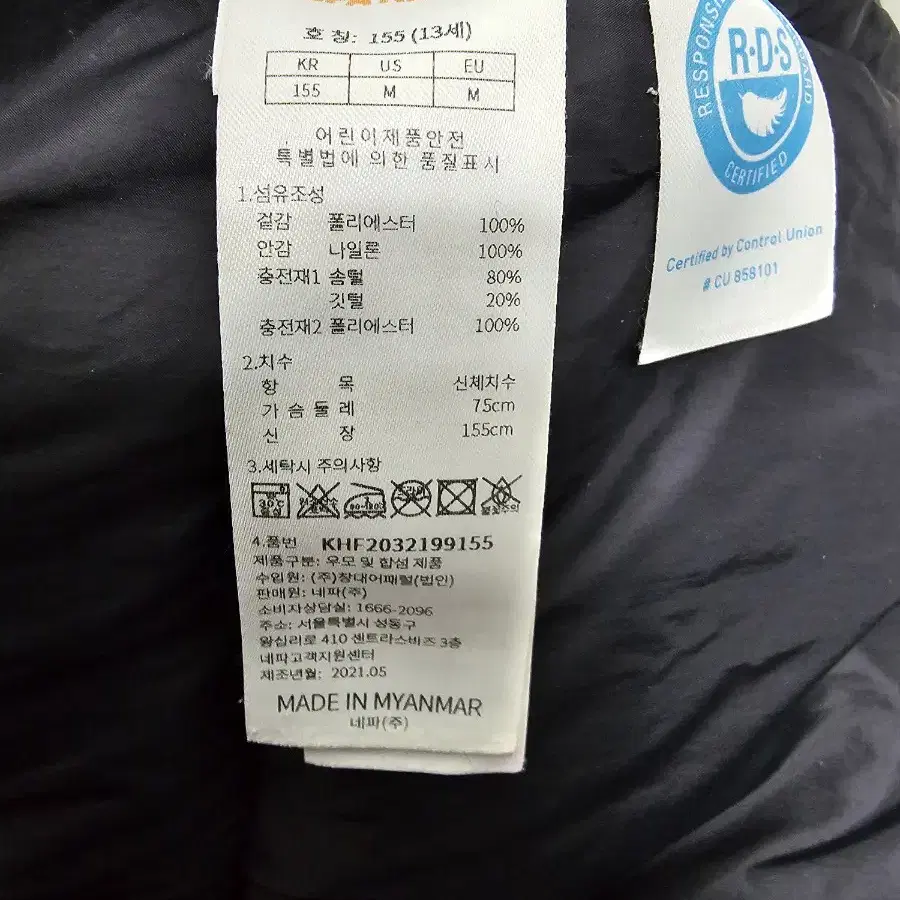 호 칭: 155 (13세)
KR US EU
155 M M
어린이제품안전
특별법에 의한 품질표시
1.섬유조성
겉감 폴리에스터 100%
안감 나일론 100%
충전재1 솜털 80%
깃털 20%
충전재2 폴리에스터 100%
2.치수
항 목 신체치수
가 슴 둘 레 75cm
신 장 155cm
3.세탁시 주의사항
4.품번 KHF2032199155
제품구분: 우모 및 합섬 제품
수입원: (주)창대어패럴(법인)
판매원: 네파(주)
소비자상담실: 1666-2096
주소: 서울특별시 성동구
왕십리로 410 센트라스비즈 3층
네파고객지원센터
제조년월: 2021.05
MADE IN MYANMAR
네파(주)
R·D·S
CERTIFIED
Certified by Control Union
# CU 858101